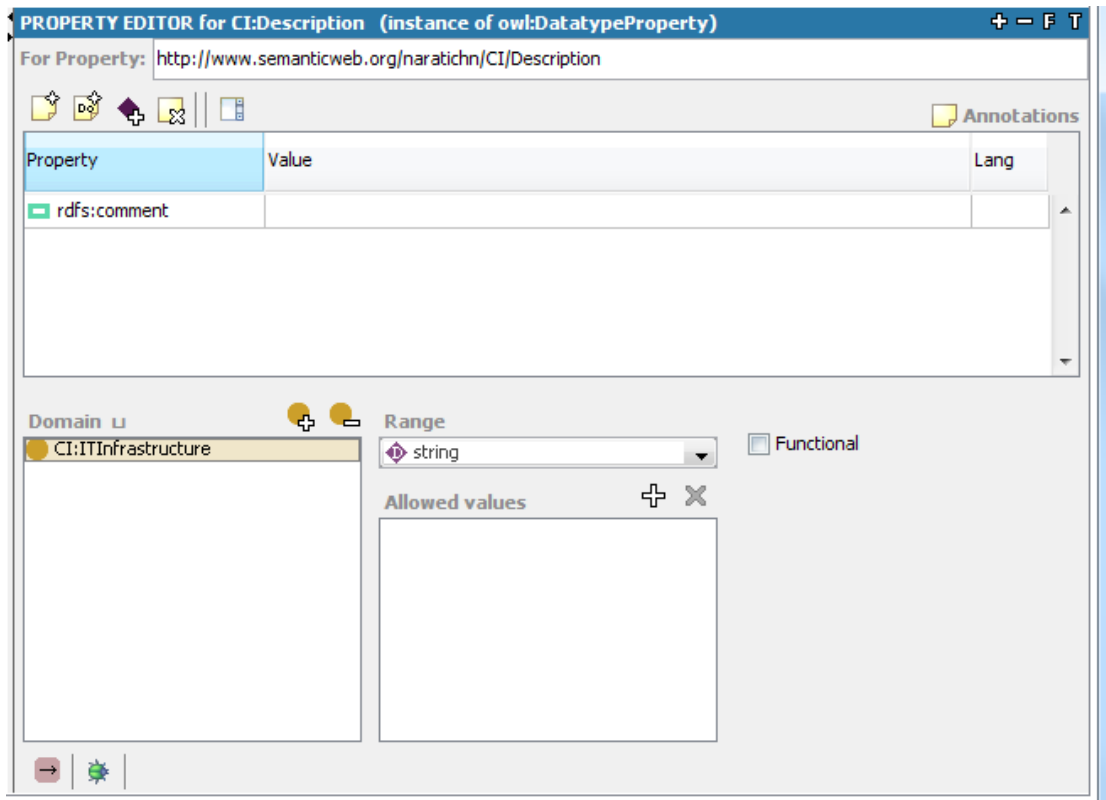 PROPERTY EDITOR for CI:Description (instance of owl:DatatypeProperty) F T
For Property: http://www.semanticweb.org/naratichn/CI/Description
Annotations
Property Value Lang
rdfs:comment
Domain ⊔ Range
CI:ITInfrastructure string Functional
Allowed values